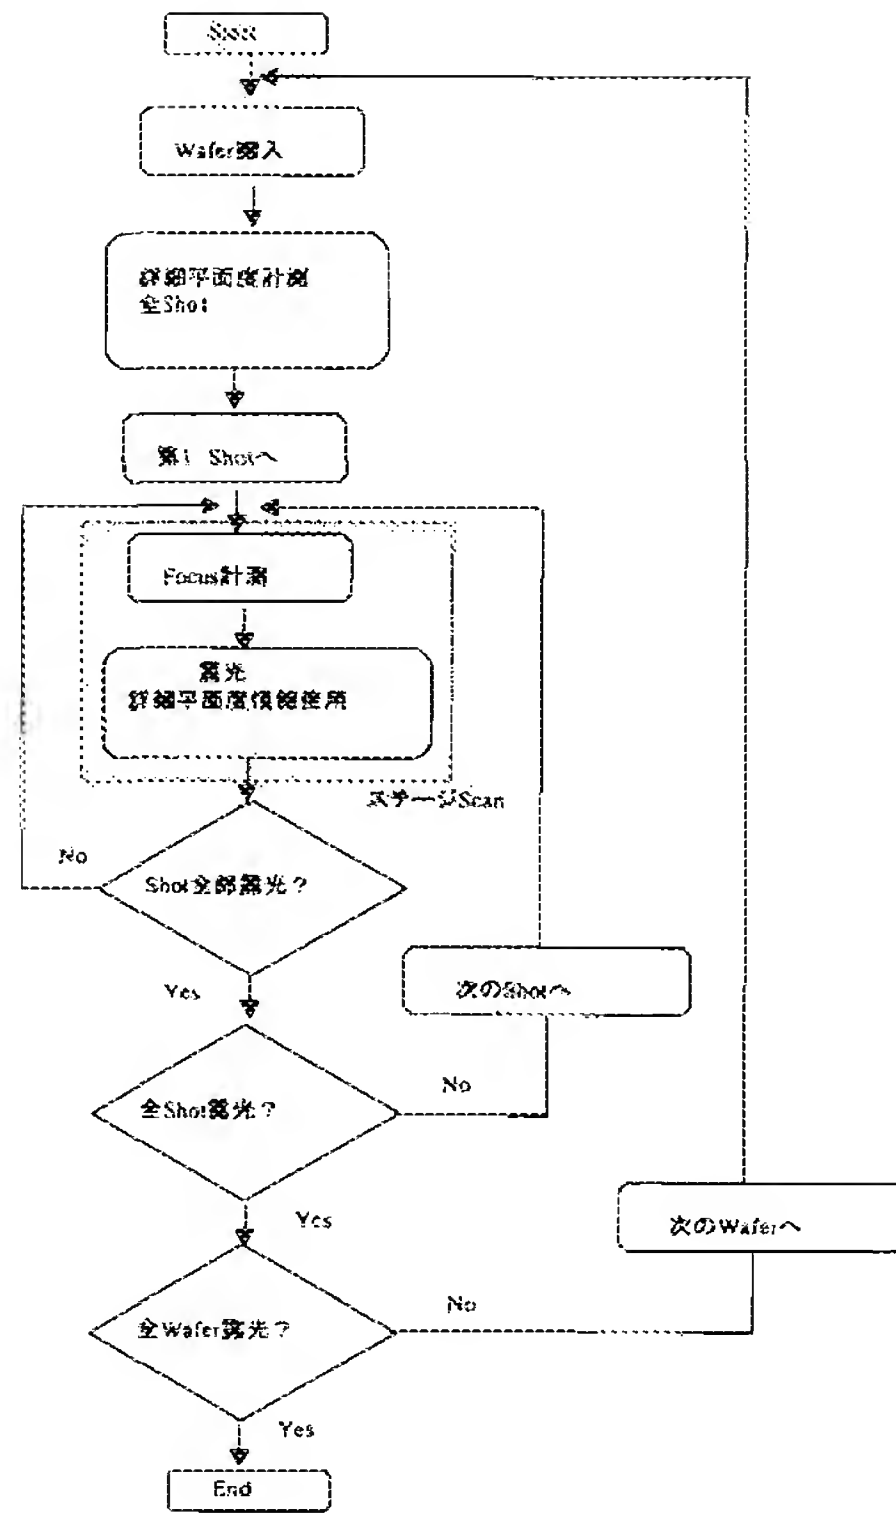 Start
Wafer搬入
詳細平面度計測
全Shot
第1 Shotへ
Focus計測
露光
詳細平面度情報使用
ステージScan
No
Shot全部露光?
Yes
次のShotへ
No
全Shot露光?
Yes
次のWaferへ
No
全Wafer露光?
Yes
End